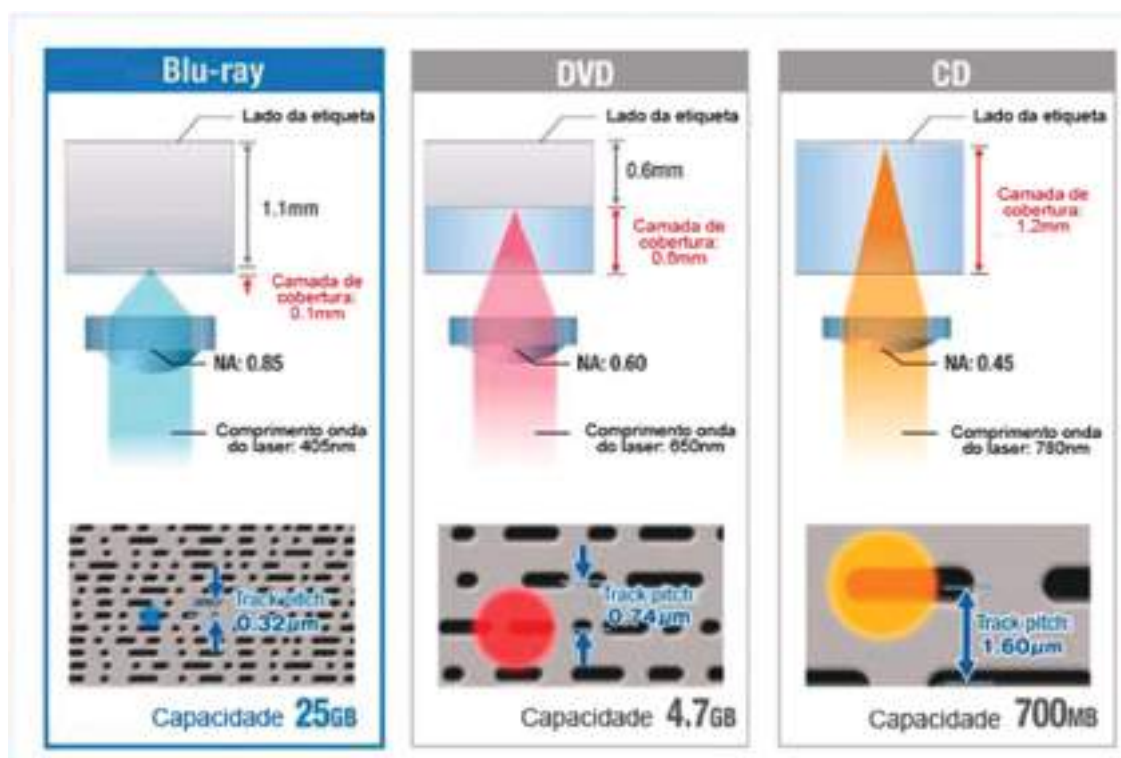 Blu-ray
Lado da etiqueta
1.1mm
Camada de
cobertura:
0.1mm
NA: 0.85
Comprimento onda
do laser: 405nm
Track pitch
0.32μm
Capacidade 25GB
DVD
Lado da etiqueta
0.6mm
Camada de
cobertura:
0.6mm
NA: 0.60
Comprimento onda
do laser: 650nm
Track pitch
0.74μm
Capacidade 4.7GB
CD
Lado da etiqueta
Camada de
cobertura:
1.2mm
NA: 0.45
Comprimento onda
do laser: 780nm
Track pitch
1.60μm
Capacidade 700MB